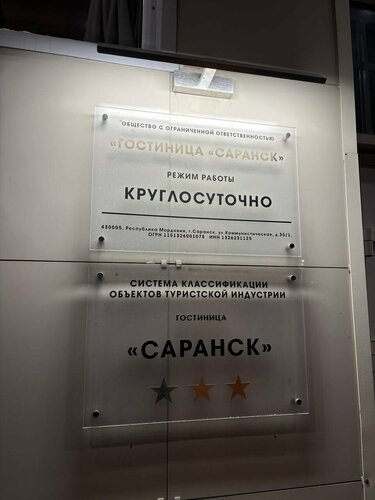 ОБЩЕСТВО С ОГРАНИЧЕННОЙ ОТВЕТСТВЕННОСТЬЮ
«ГОСТИНИЦА «САРАНСК»
РЕЖИМ РАБОТЫ
КРУГЛОСУТОЧНО
430005, Республика Мордовия, г.Саранск, ул.Коммунистическая, д.35/1,
ОГРН 1151326001076 ИНН 1326231125
СИСТЕМА КЛАССИФИКАЦИИ
ОБЪЕКТОВ ТУРИСТСКОЙ ИНДУСТРИИ
ГОСТИНИЦА
«САРАНСК»